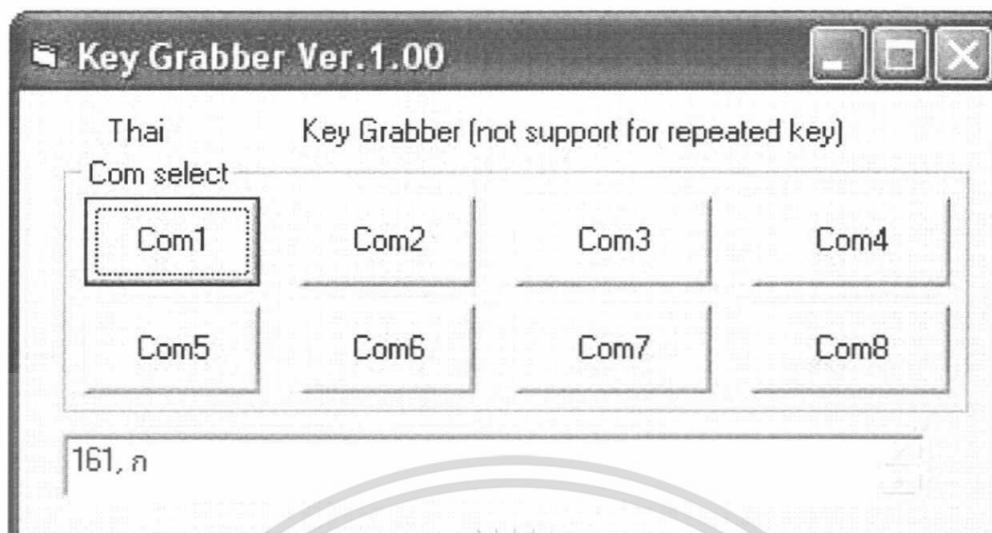 Key Grabber Ver.1.00
Thai Key Grabber (not support for repeated key)
Com select
Com1 Com2 Com3 Com4
Com5 Com6 Com7 Com8
161, ก